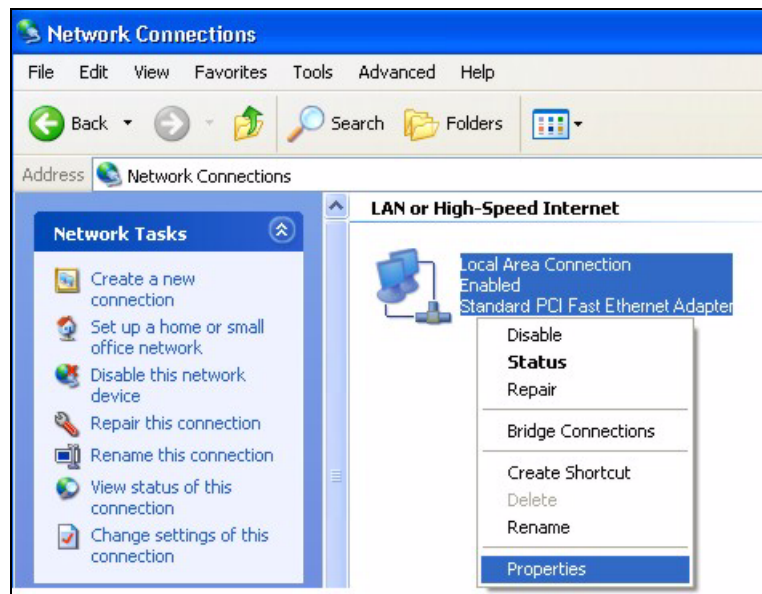 Network Connections
File Edit View Favorites Tools Advanced Help
Back Search Folders
Address Network Connections
Network Tasks
Create a new
connection
Set up a home or small
office network
Disable this network
device
Repair this connection
Rename this connection
View status of this
connection
Change settings of this
connection
LAN or High-Speed Internet
Local Area Connection
Enabled
Standard PCI Fast Ethernet Adapter
Disable
Status
Repair
Bridge Connections
Create Shortcut
Delete
Rename
Properties